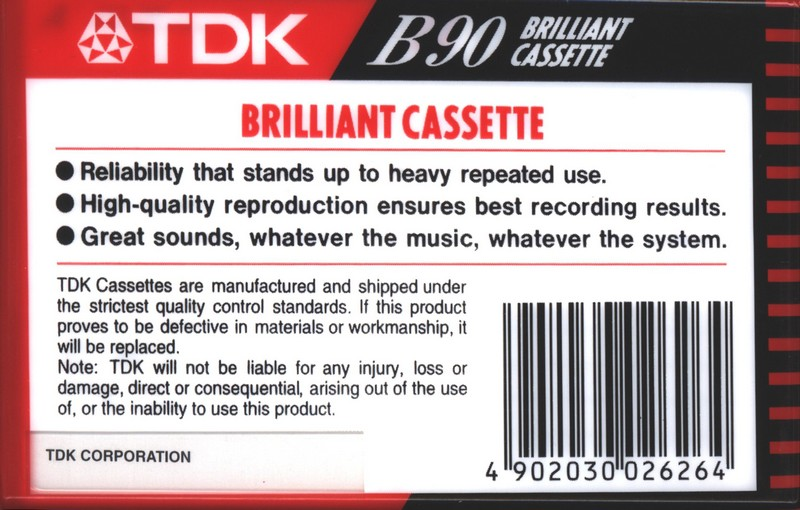 TDK B90 BRILLIANT CASSETTE
BRILLIANT CASSETTE
● Reliability that stands up to heavy repeated use.
● High-quality reproduction ensures best recording results.
● Great sounds, whatever the music, whatever the system.
TDK Cassettes are manufactured and shipped under
the strictest quality control standards. If this product
proves to be defective in materials or workmanship, it
will be replaced.
Note: TDK will not be liable for any injury, loss or
damage, direct or consequential, arising out of the use
of, or the inability to use this product.
TDK CORPORATION
4 902030 026264